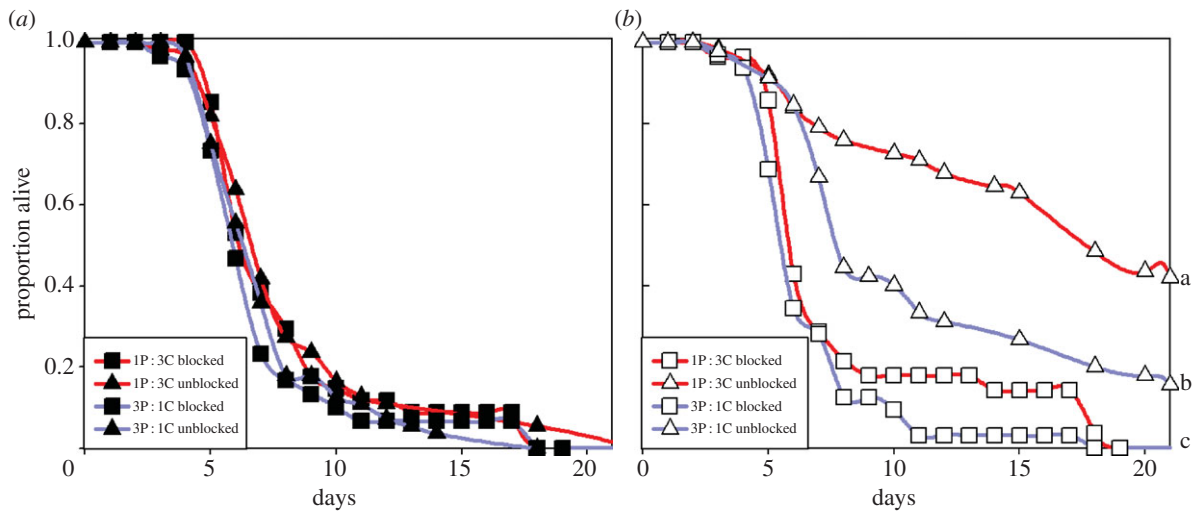 (a)
1.0
0.8
0.6
0.4
0.2
0
5
10
15
20
proportion alive
days
1P : 3C blocked
1P : 3C unblocked
3P : 1C blocked
3P : 1C unblocked
(b)
0
5
10
15
20
days
1P : 3C blocked
1P : 3C unblocked
3P : 1C blocked
3P : 1C unblocked
a
b
c